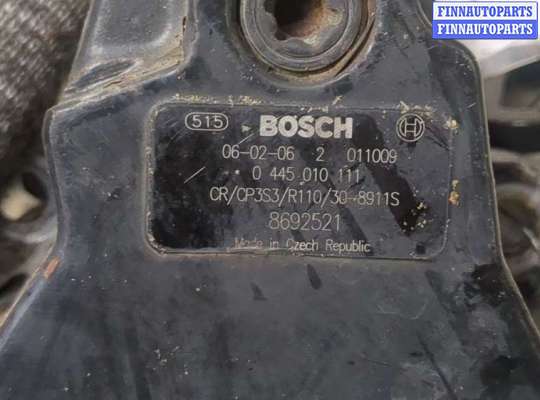 FINNAUTOPARTS
FINNAUTOPARTS
515 BOSCH
06-02-06 2 011009
0 445 010 111
CR/CP3S3/R110/30-8911S
8692521
Made in Czech Republic